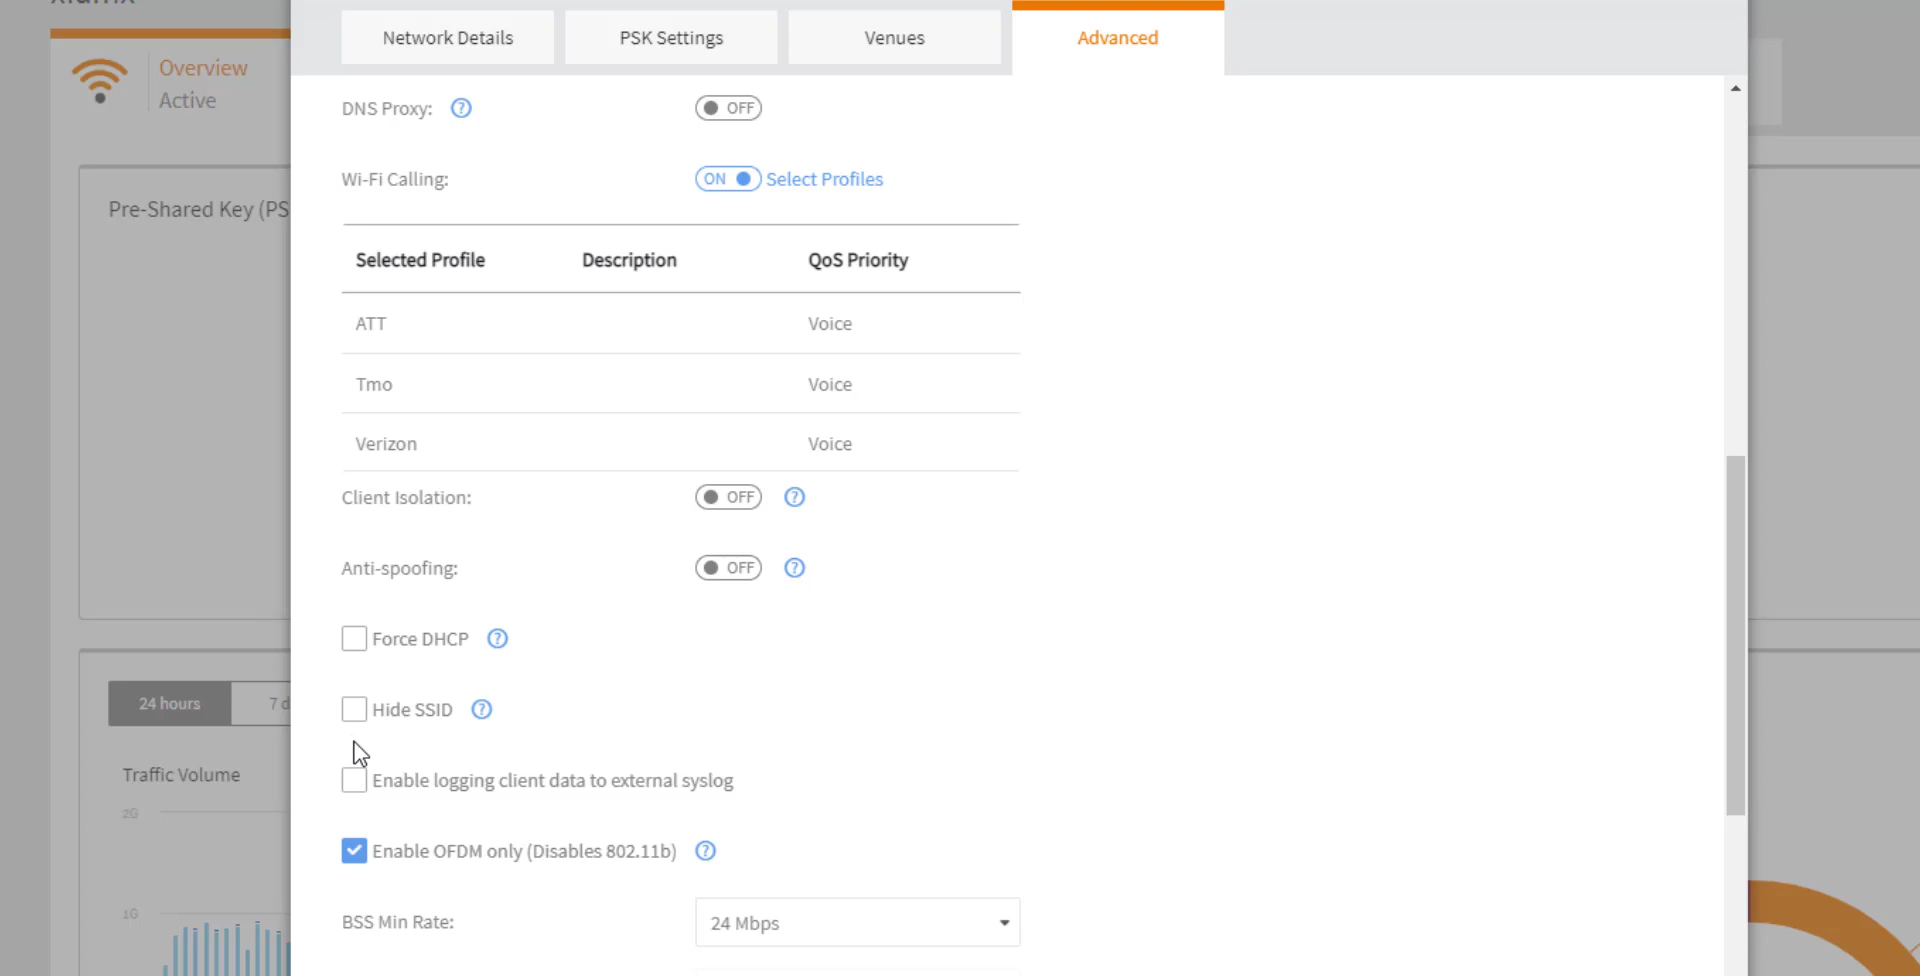 Network Details
PSK Settings
Venues
Advanced
Overview
Active
DNS Proxy: ?
OFF
Wi-Fi Calling:
ON
Select Profiles
Pre-Shared Key (PS
Selected Profile Description QoS Priority
ATT Voice
Tmo Voice
Verizon Voice
Client Isolation:
OFF ?
Anti-spoofing:
OFF ?
Force DHCP ?
Hide SSID ?
24 hours
7 d
Traffic Volume
2G
1G
Enable logging client data to external syslog
Enable OFDM only (Disables 802.11b) ?
BSS Min Rate:
24 Mbps